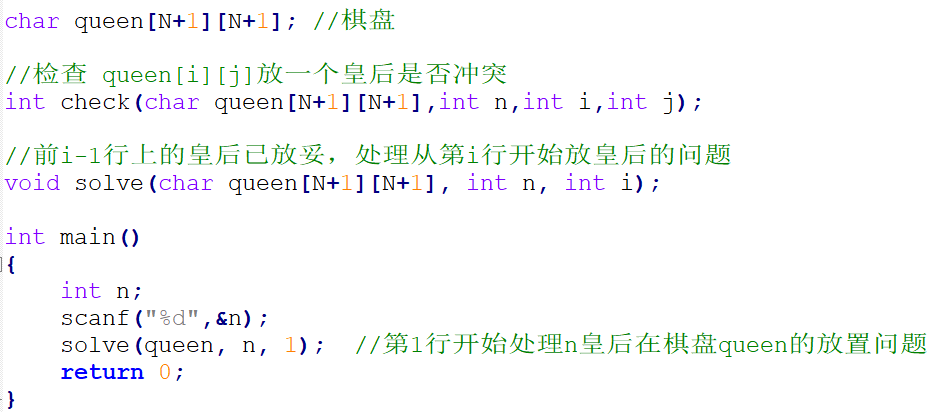 char queen[N+1][N+1]; //棋盘
//检查 queen[i][j]放一个皇后是否冲突
int check(char queen[N+1][N+1],int n,int i,int j);
//前i-1行上的皇后已放妥，处理从第i行开始放皇后的问题
void solve(char queen[N+1][N+1], int n, int i);
int main()
{
    int n;
    scanf("%d",&n);
    solve(queen, n, 1);  //第1行开始处理n皇后在棋盘queen的放置问题
    return 0;
}